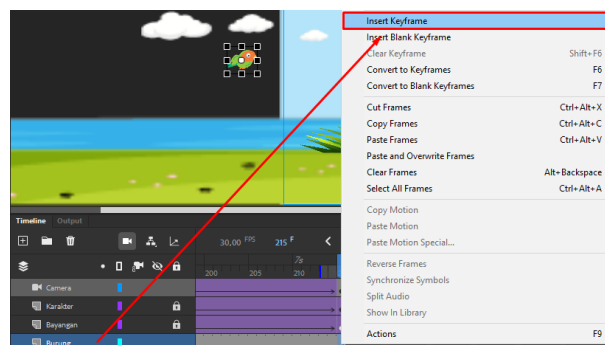 Insert Keyframe
Insert Blank Keyframe
Clear Keyframe Shift+F6
Convert to Keyframes F6
Convert to Blank Keyframes F7
Cut Frames Ctrl+Alt+X
Copy Frames Ctrl+Alt+C
Paste Frames Ctrl+Alt+V
Paste and Overwrite Frames
Clear Frames Alt+Backspace
Select All Frames Ctrl+Alt+A
Copy Motion
Paste Motion
Paste Motion Special...
Reverse Frames
Synchronize Symbols
Split Audio
Show In Library
Actions F9
Timeline Output
30,00 FPS 215 F
7s
200 205 210
Camera
Karakter
Bayangan
Burung